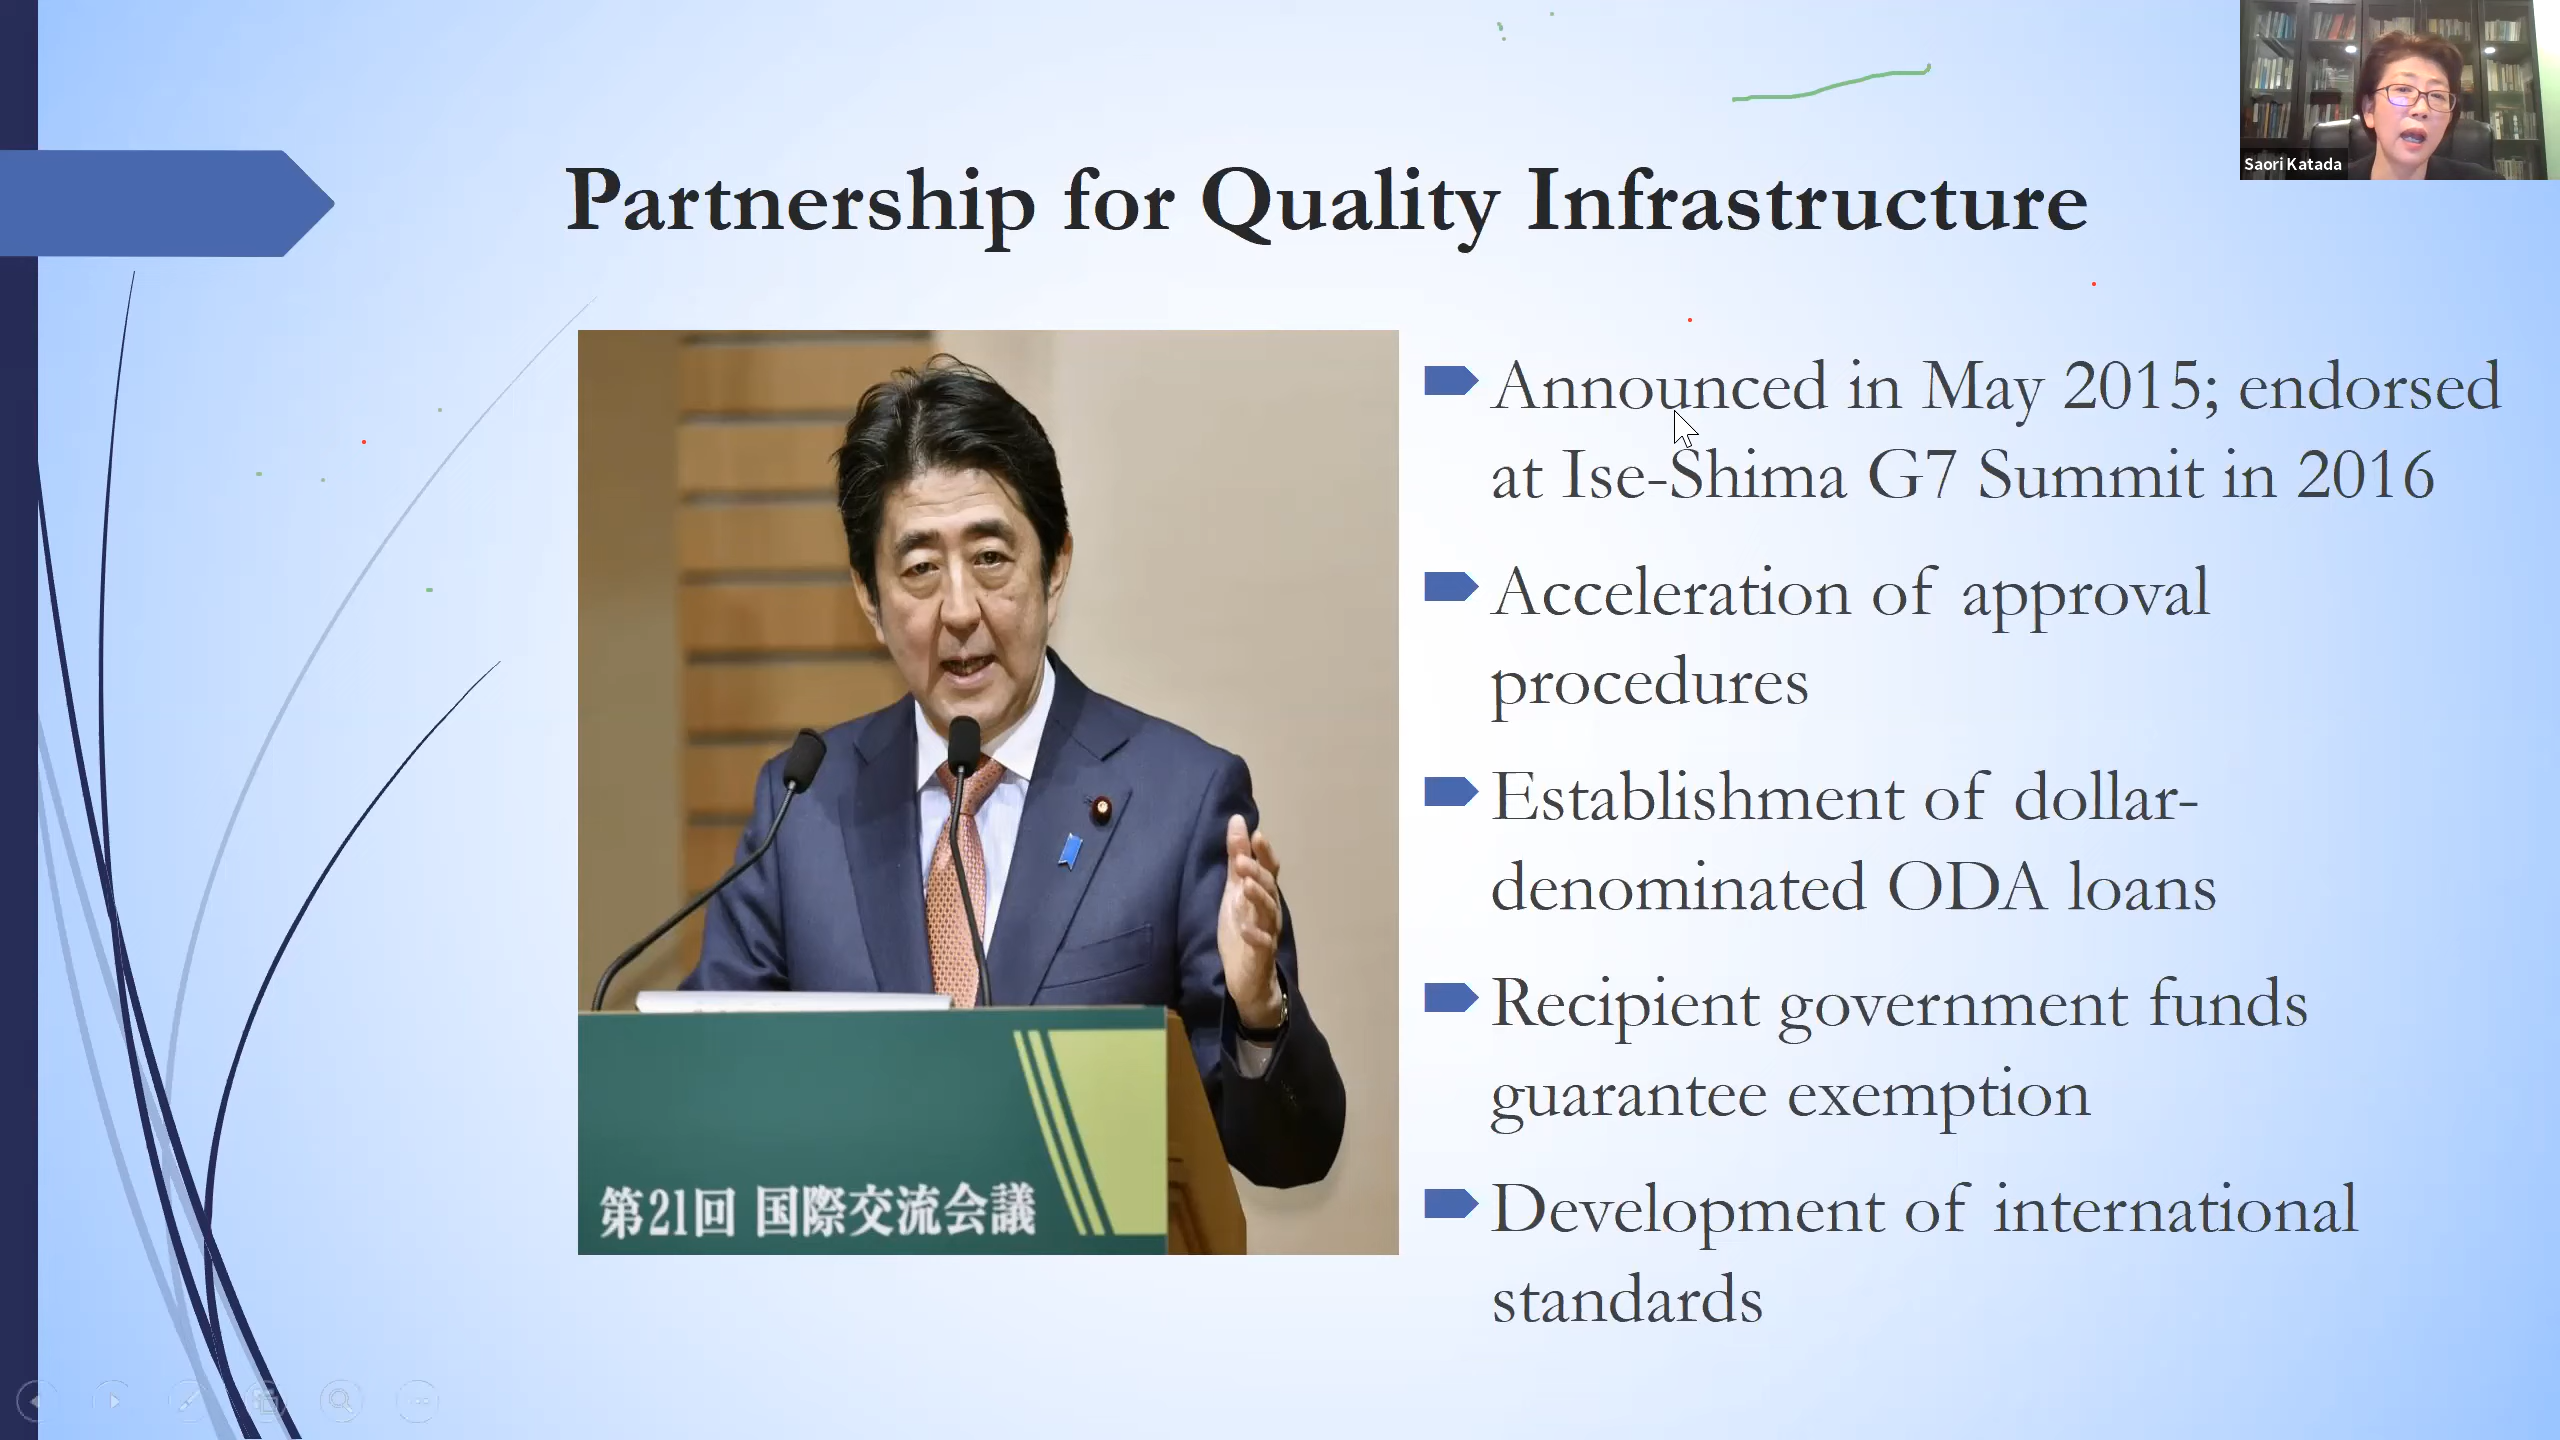 Saori Katada
Partnership for Quality Infrastructure
Announced in May 2015; endorsed
at Ise-Shima G7 Summit in 2016
Acceleration of approval
procedures
Establishment of dollar-
denominated ODA loans
Recipient government funds
guarantee exemption
Development of international
standards
第21回 国際交流会議